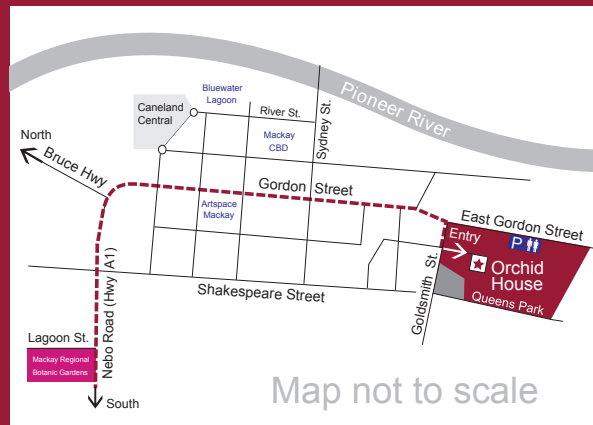 Pioneer River
Bluewater
Lagoon
Caneland
Central
River St.
Sydney St.
Mackay
CBD
North
Bruce Hwy
Gordon Street
Artspace
Mackay
East Gordon Street
Entry
P
Orchid
House
Queens Park
Goldsmith St.
Shakespeare Street
Nebo Road (Hwy A1)
Lagoon St.
Mackay Regional
Botanic Gardens
South
Map not to scale